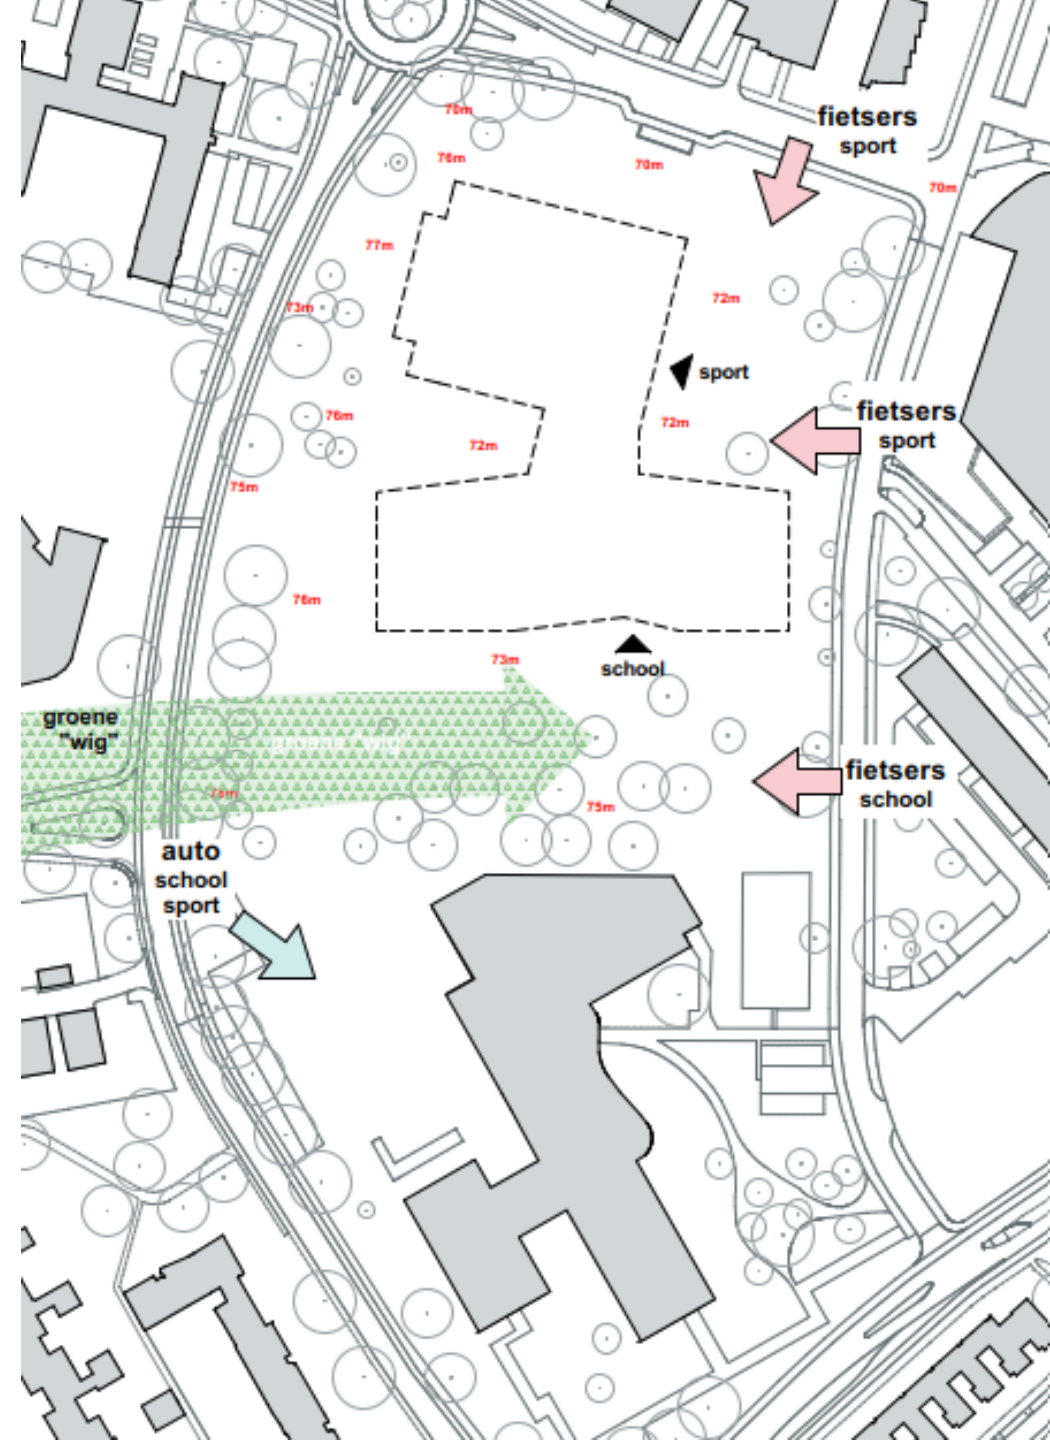 70m
fietsers
sport
76m
70m
70m
77m
72m
73m
sport
76m
72m
fietsers
sport
72m
75m
76m
73m
school
groene
"wig"
groene "wig"
fietsers
school
75m
75m
auto
school
sport